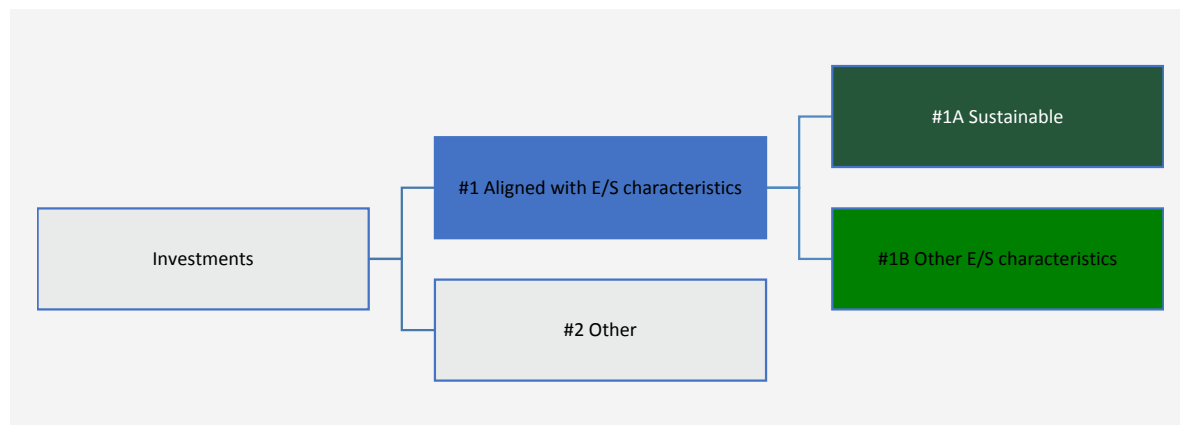 #1A Sustainable
#1 Aligned with E/S characteristics
Investments
#1B Other E/S characteristics
#2 Other